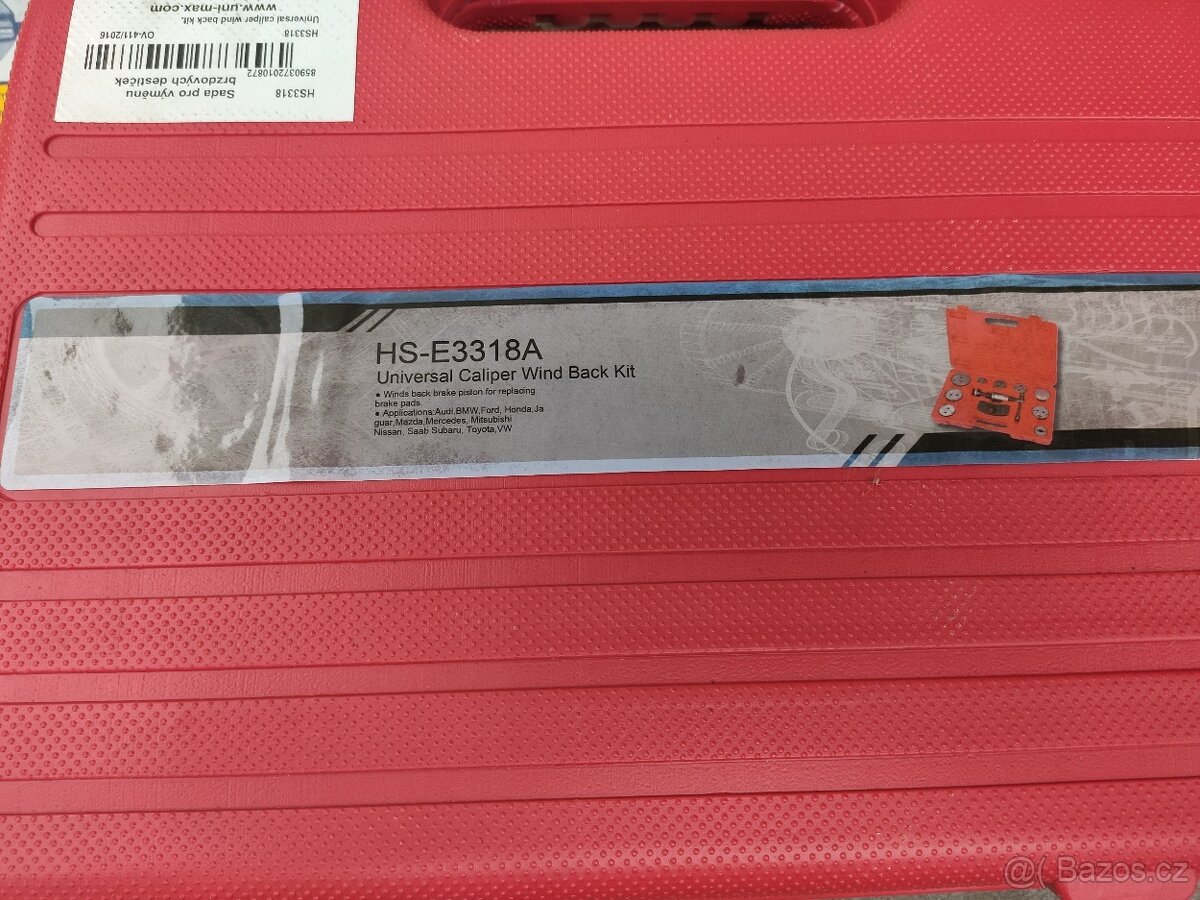 HS3318 Sada pro výměnu
brzdových destiček
8590372010872
HS3318 OV-411/2016
Universal caliper wind back kit.
www.uni-max.com
HS-E3318A
Universal Caliper Wind Back Kit
● Winds back brake piston for replacing
brake pads
● Applications:Audi,BMW,Ford, Honda,Ja
guar,Mazda,Mercedes, Mitsubishi
Nissan, Saab Subaru, Toyota,VW
Bazoš.cz